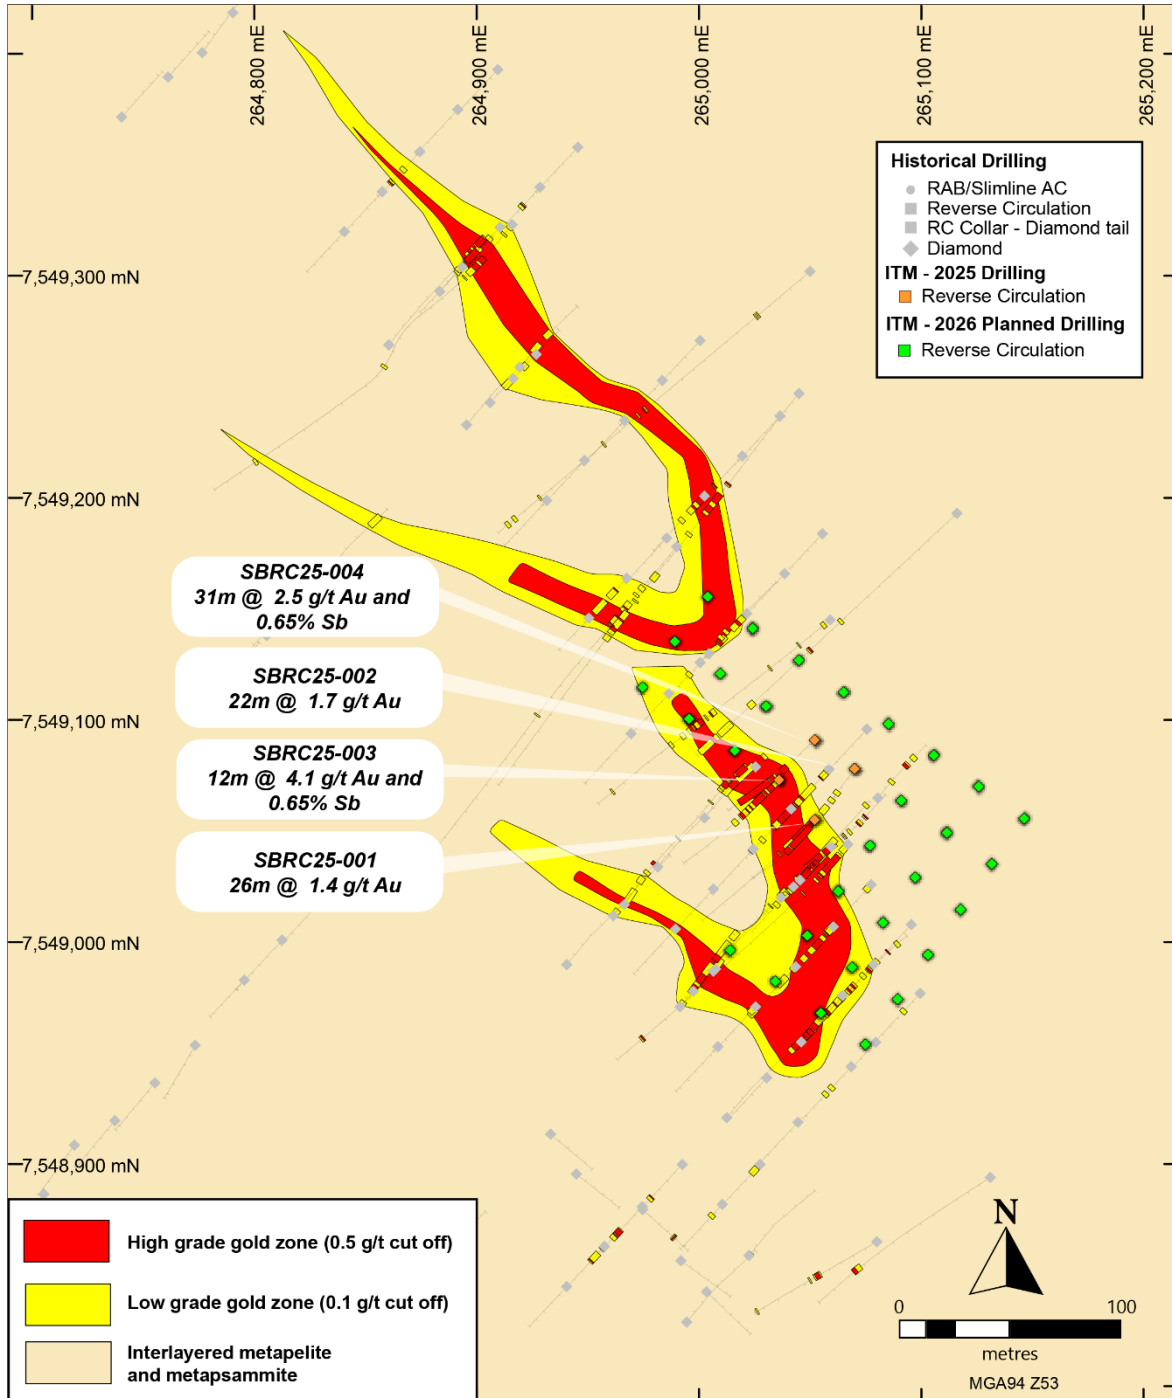 264,800 mE
264,900 mE
265,000 mE
265,100 mE
265,200 mE
Historical Drilling
RAB/Slimline AC
Reverse Circulation
RC Collar - Diamond tail
Diamond
ITM - 2025 Drilling
Reverse Circulation
ITM - 2026 Planned Drilling
Reverse Circulation
7,549,300 mN
7,549,200 mN
SBRC25-004
31m @ 2.5 g/t Au and
0.65% Sb
SBRC25-002
22m @ 1.7 g/t Au
7,549,100 mN
SBRC25-003
12m @ 4.1 g/t Au and
0.65% Sb
SBRC25-001
26m @ 1.4 g/t Au
7,549,000 mN
7,548,900 mN
High grade gold zone (0.5 g/t cut off)
Low grade gold zone (0.1 g/t cut off)
Interlayered metapelite
and metapsammite
N
0 100
metres
MGA94 Z53